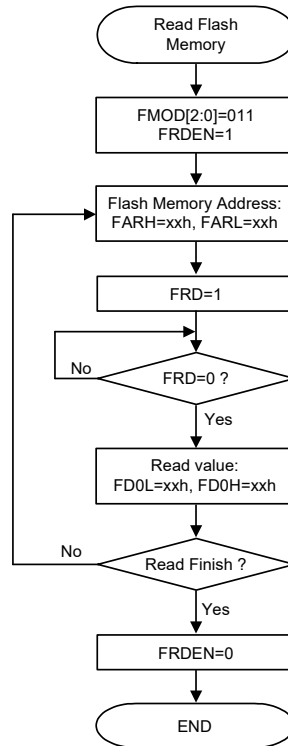 Read Flash
Memory
FMOD[2:0]=011
FRDEN=1
Flash Memory Address:
FARH=xxh, FARL=xxh
FRD=1
No
FRD=0 ?
Yes
Read value:
FD0L=xxh, FD0H=xxh
No
Read Finish ?
Yes
FRDEN=0
END